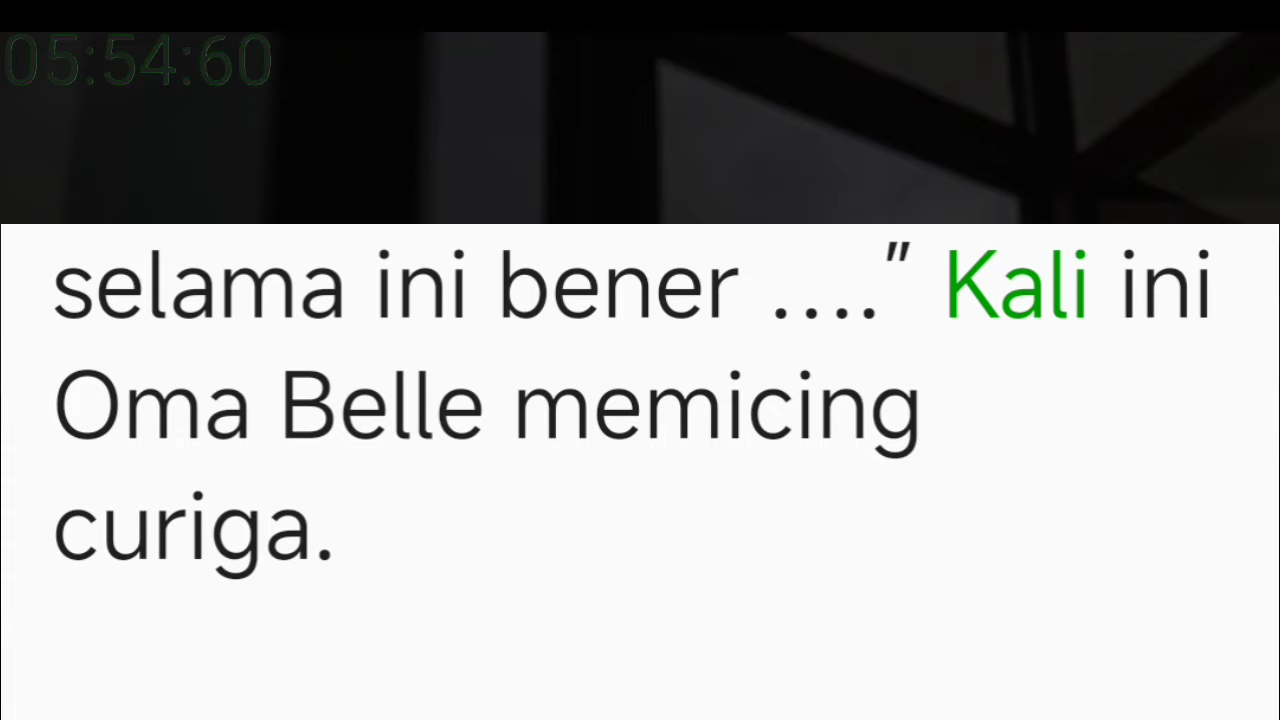 05:54:60
selama ini bener ...." Kali ini
Oma Belle memicing
curiga.